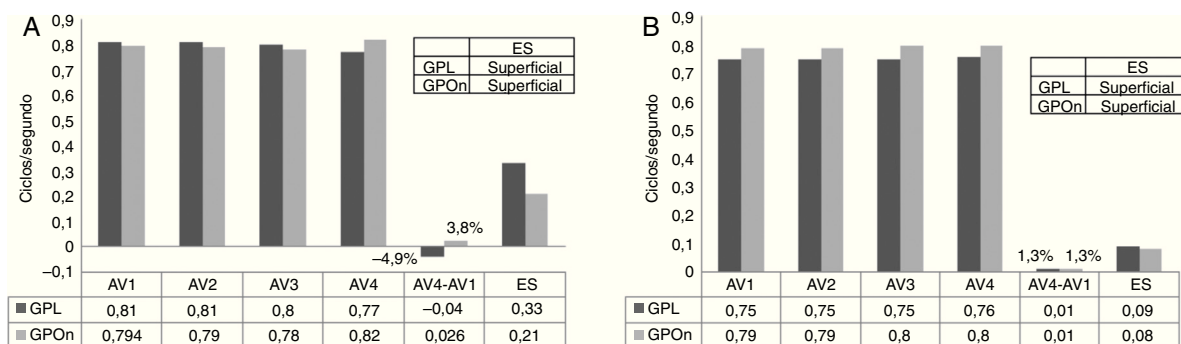 A
0,9
0,8
0,7
0,6
0,5
0,4
0,3
0,2
0,1
0
–0,1
Ciclos/segundo
ES
GPL Superficial
GPOn Superficial
–4,9%
3,8%
AV1 AV2 AV3 AV4 AV4-AV1 ES
GPL 0,81 0,81 0,8 0,77 –0,04 0,33
GPOn 0,794 0,79 0,78 0,82 0,026 0,21
B
0,9
0,8
0,7
0,6
0,5
0,4
0,3
0,2
0,1
0
Ciclos/segundo
ES
GPL Superficial
GPOn Superficial
1,3% 1,3%
AV1 AV2 AV3 AV4 AV4-AV1 ES
GPL 0,75 0,75 0,75 0,76 0,01 0,09
GPOn 0,79 0,79 0,8 0,8 0,01 0,08